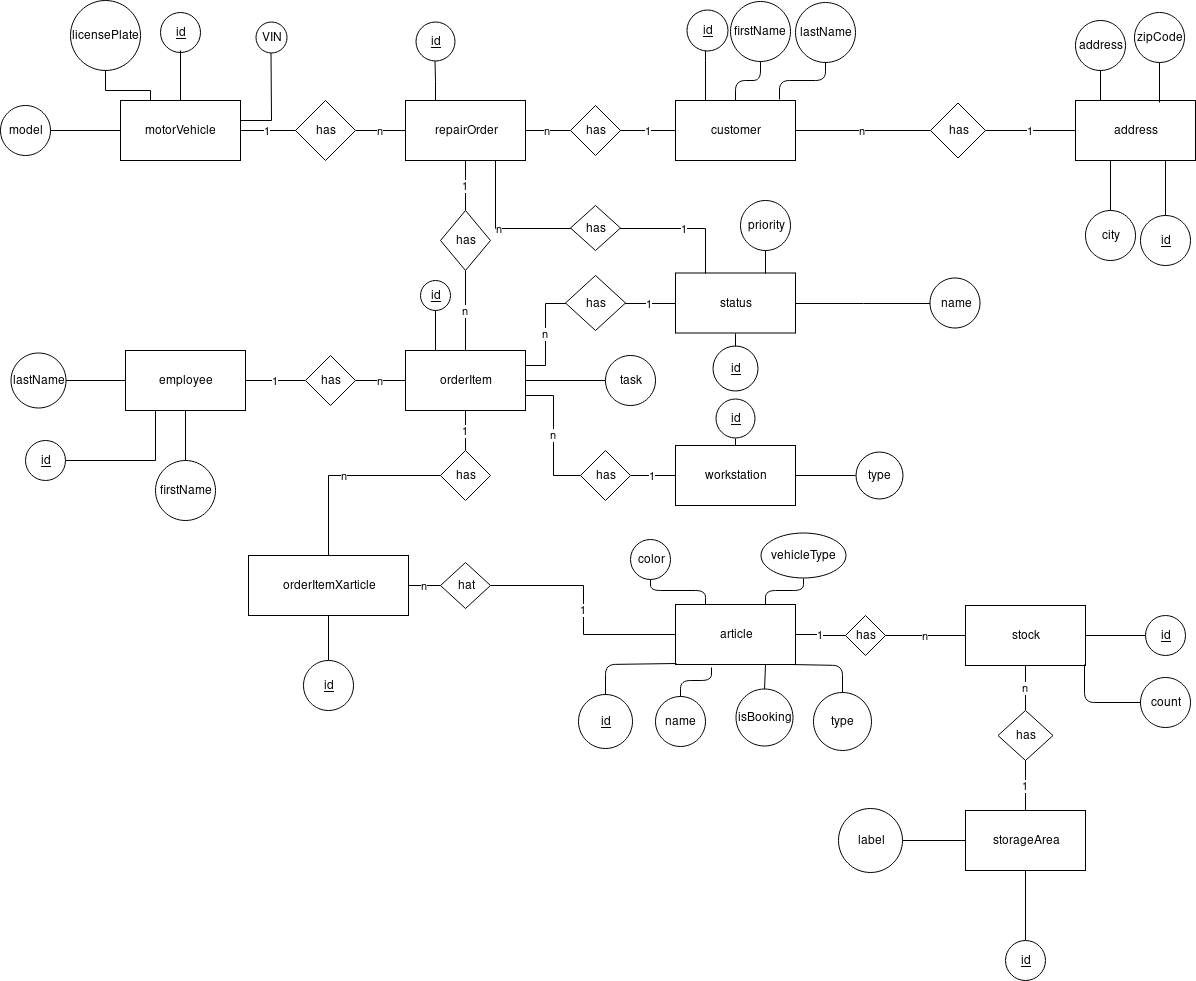 licensePlate
id
VIN
id
id
firstName
lastName
address
zipCode
model
motorVehicle
1
has
n
repairOrder
n
has
1
customer
n
has
1
address
1
n
has
1
priority
city
id
has
id
n
n
has
1
status
name
id
lastName
employee
1
has
n
orderItem
task
id
1
n
id
firstName
n
has
has
1
workstation
type
color
vehicleType
orderItemXarticle
n
hat
1
article
1
has
n
stock
id
id
id
name
isBooking
type
n
count
has
1
label
storageArea
id